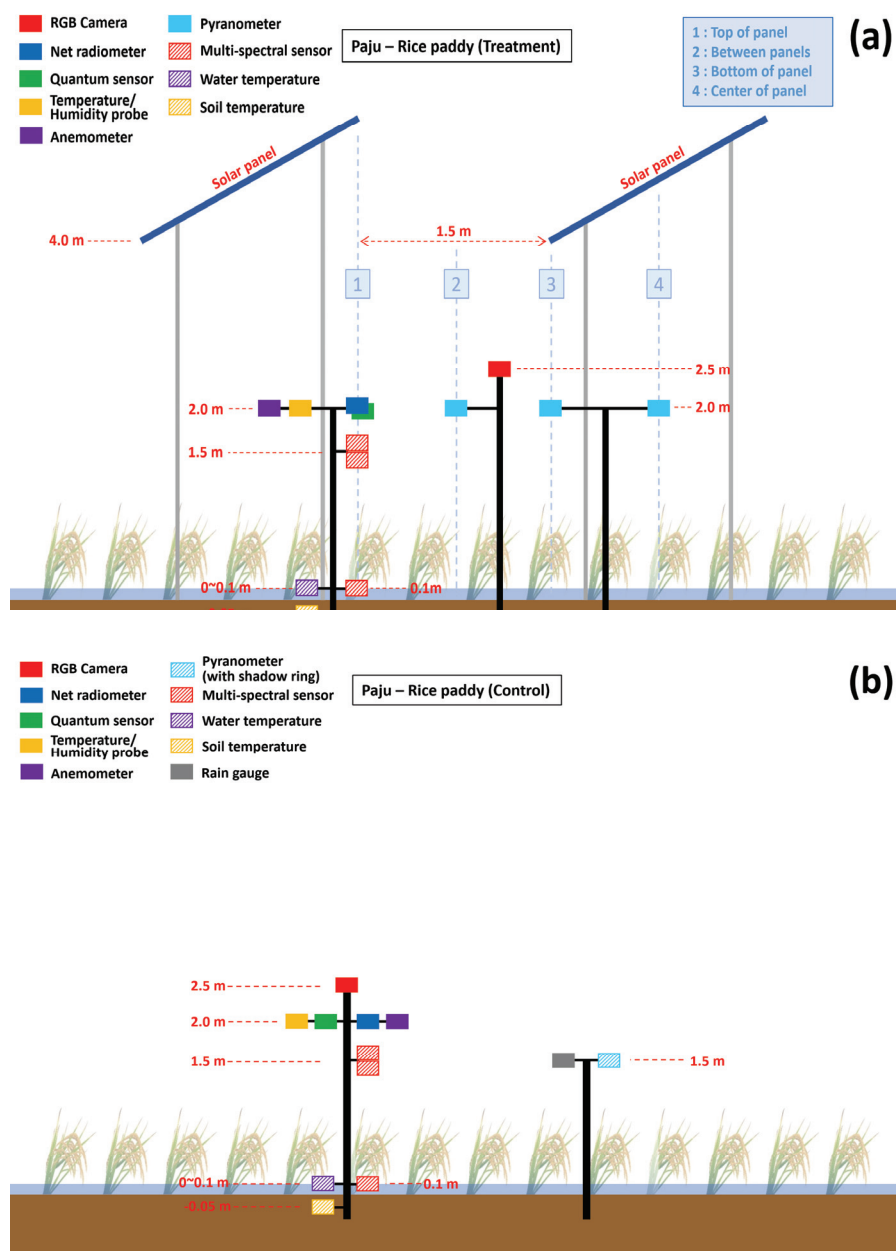 RGB Camera
Net radiometer
Quantum sensor
Temperature/
Humidity probe
Anemometer
Pyranometer
Multi-spectral sensor
Water temperature
Soil temperature
Paju – Rice paddy (Treatment)
1 : Top of panel
2 : Between panels
3 : Bottom of panel
4 : Center of panel
(a)
Solar panel
Solar panel
4.0 m
1.5 m
1
2
3
4
2.5 m
2.0 m
2.0 m
1.5 m
0~0.1 m
0.1m
RGB Camera
Net radiometer
Quantum sensor
Temperature/
Humidity probe
Anemometer
Pyranometer
(with shadow ring)
Multi-spectral sensor
Water temperature
Soil temperature
Rain gauge
Paju – Rice paddy (Control)
(b)
2.5 m
2.0 m
1.5 m
1.5 m
0~0.1 m
0.1 m
-0.05 m